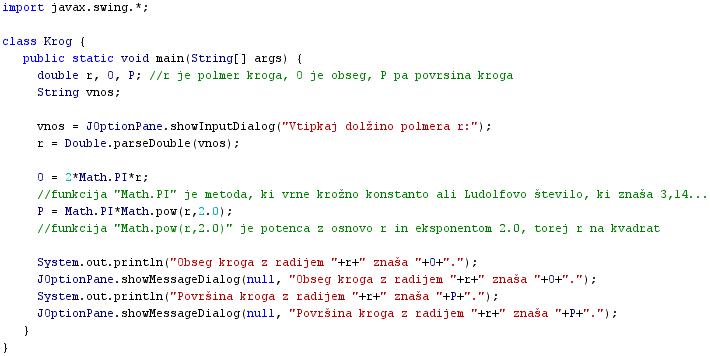 import javax.swing.*;
class Krog {
public static void main(String[] args) {
double r, O, P; //r je polmer kroga, O je obseg, P pa povrsina kroga
String vnos;
vnos = JOptionPane.showInputDialog("Vtipkaj dolžino polmera r:");
r = Double.parseDouble(vnos);
O = 2*Math.PI*r;
//funkcija "Math.PI" je metoda, ki vrne krožno konstanto ali Ludolfovo število, ki znaša 3,14...
P = Math.PI*Math.pow(r,2.0);
//funkcija "Math.pow(r,2.0)" je potenca z osnovo r in eksponentom 2.0, torej r na kvadrat
System.out.println("Obseg kroga z radijem "+r+" znaša "+O+".");
JOptionPane.showMessageDialog(null, "Obseg kroga z radijem "+r+" znaša "+O+".");
System.out.println("Površina kroga z radijem "+r+" znaša "+P+".");
JOptionPane.showMessageDialog(null, "Površina kroga z radijem "+r+" znaša "+P+".");
}
}